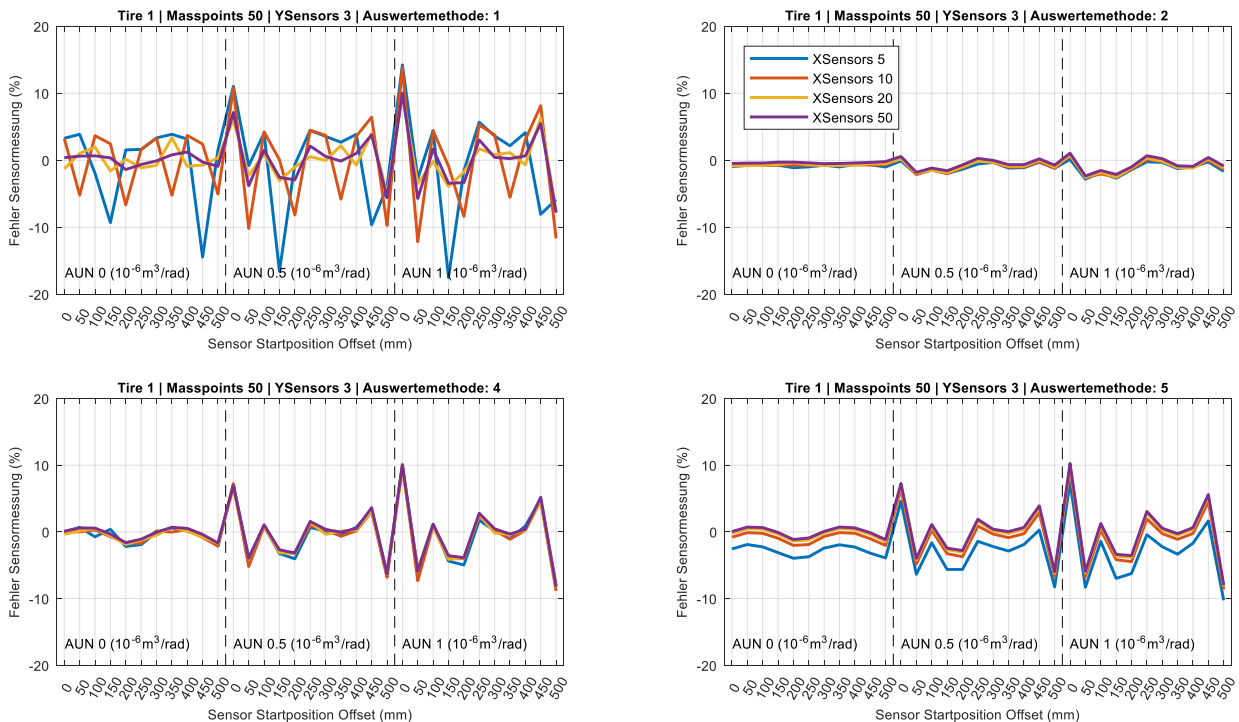 Tire 1 | Masspoints 50 | YSensors 3 | Auswertemethode: 1
Fehler Sensormessung (%)
20
10
0
-10
-20
AUN 0 (10⁻⁶m³/rad) AUN 0.5 (10⁻⁶m³/rad) AUN 1 (10⁻⁶m³/rad)
0 50 100 150 200 250 300 350 400 450 500 0 50 100 150 200 250 300 350 400 450 500 0 50 100 150 200 250 300 350 400 450 500
Sensor Startposition Offset (mm)
Tire 1 | Masspoints 50 | YSensors 3 | Auswertemethode: 2
Fehler Sensormessung (%)
20
10
0
-10
-20
XSensors 5
XSensors 10
XSensors 20
XSensors 50
AUN 0 (10⁻⁶m³/rad) AUN 0.5 (10⁻⁶m³/rad) AUN 1 (10⁻⁶m³/rad)
0 50 100 150 200 250 300 350 400 450 500 0 50 100 150 200 250 300 350 400 450 500 0 50 100 150 200 250 300 350 400 450 500
Sensor Startposition Offset (mm)
Tire 1 | Masspoints 50 | YSensors 3 | Auswertemethode: 4
Fehler Sensormessung (%)
20
10
0
-10
-20
AUN 0 (10⁻⁶m³/rad) AUN 0.5 (10⁻⁶m³/rad) AUN 1 (10⁻⁶m³/rad)
0 50 100 150 200 250 300 350 400 450 500 0 50 100 150 200 250 300 350 400 450 500 0 50 100 150 200 250 300 350 400 450 500
Sensor Startposition Offset (mm)
Tire 1 | Masspoints 50 | YSensors 3 | Auswertemethode: 5
Fehler Sensormessung (%)
20
10
0
-10
-20
AUN 0 (10⁻⁶m³/rad) AUN 0.5 (10⁻⁶m³/rad) AUN 1 (10⁻⁶m³/rad)
0 50 100 150 200 250 300 350 400 450 500 0 50 100 150 200 250 300 350 400 450 500 0 50 100 150 200 250 300 350 400 450 500
Sensor Startposition Offset (mm)